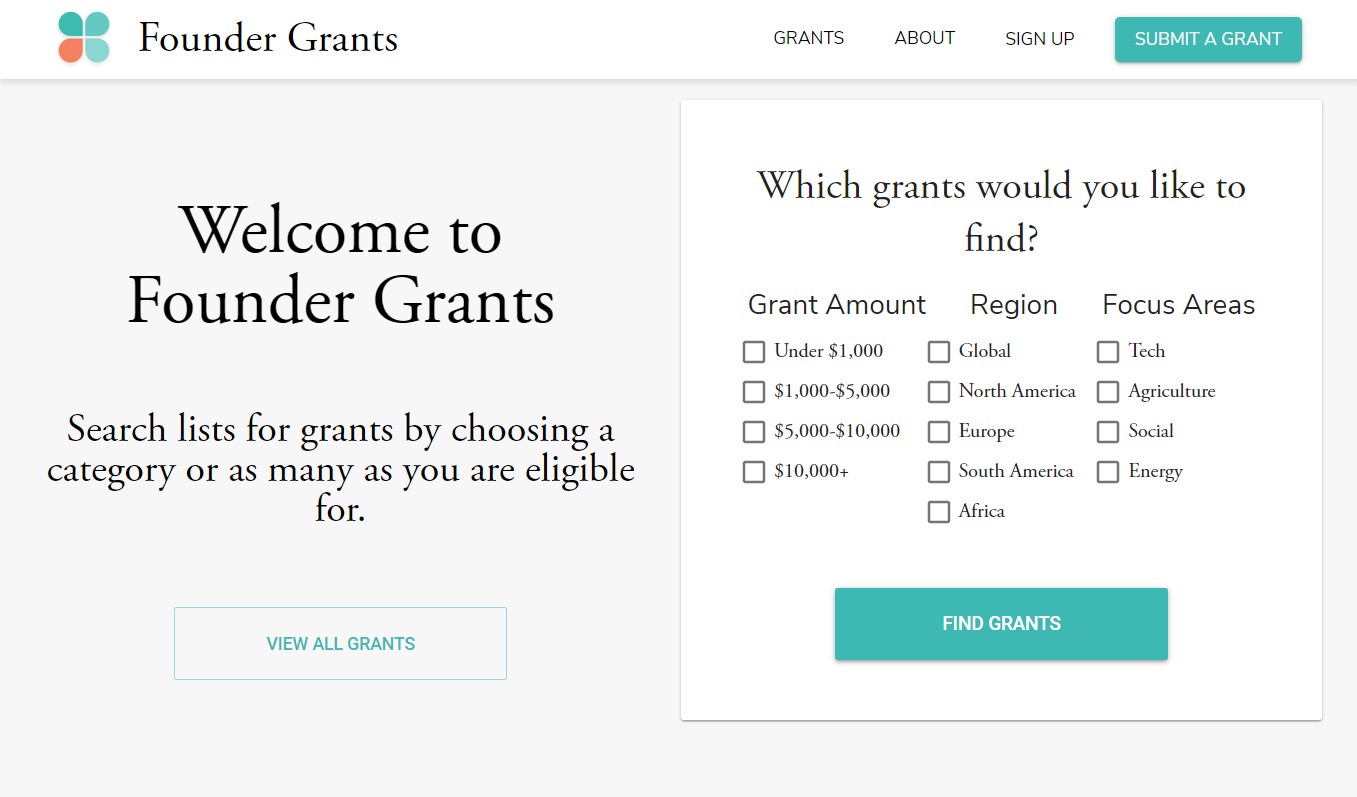 Founder Grants
GRANTS
ABOUT
SIGN UP
SUBMIT A GRANT
Welcome to
Founder Grants
Search lists for grants by choosing a
category or as many as you are eligible
for.
VIEW ALL GRANTS
Which grants would you like to
find?
Grant Amount
Under $1,000
$1,000-$5,000
$5,000-$10,000
$10,000+
Region
Global
North America
Europe
South America
Africa
Focus Areas
Tech
Agriculture
Social
Energy
FIND GRANTS